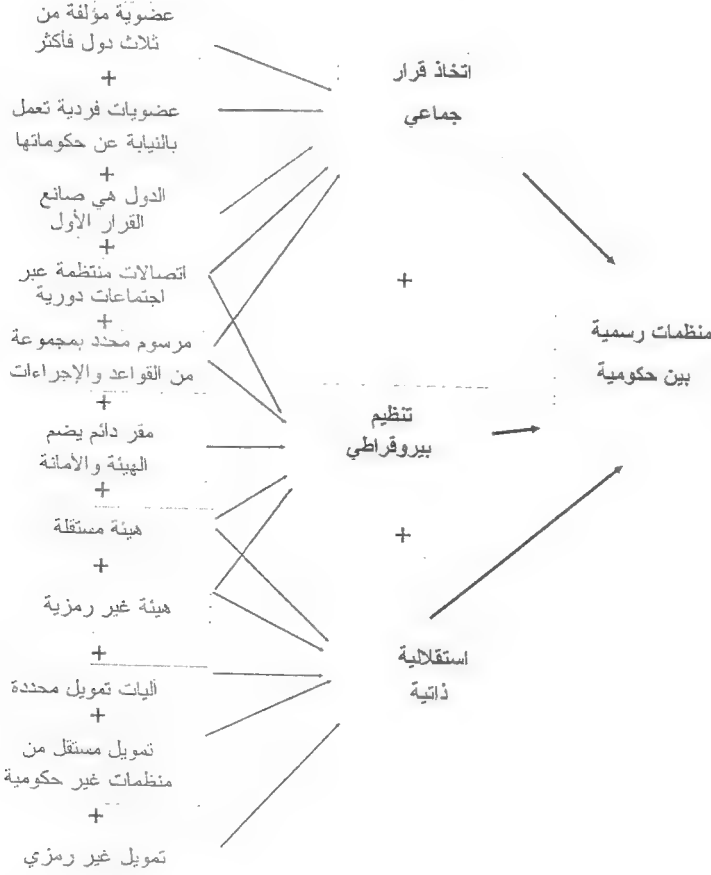 عضوية مؤلفة من
ثلاث دول فأكثر
+
عضويات فردية تعمل
بالنيابة عن حكوماتها
+
الدول هي صانع
القرار الأول
+
اتصالات منتظمة عبر
اجتماعات دورية
+
مرسوم محدد بمجموعة
من القواعد والإجراءات
+
مقر دائم يضم
الهيئة والأمانة
+
هيئة مستقلة
+
هيئة غير رمزية
+
آليات تمويل محددة
+
تمويل مستقل من
منظمات غير حكومية
+
تمويل غير رمزي
اتخاذ قرار
جماعي
+
تنظيم
بيروقراطي
+
استقلالية
ذاتية
منظمات رسمية
بين حكومية